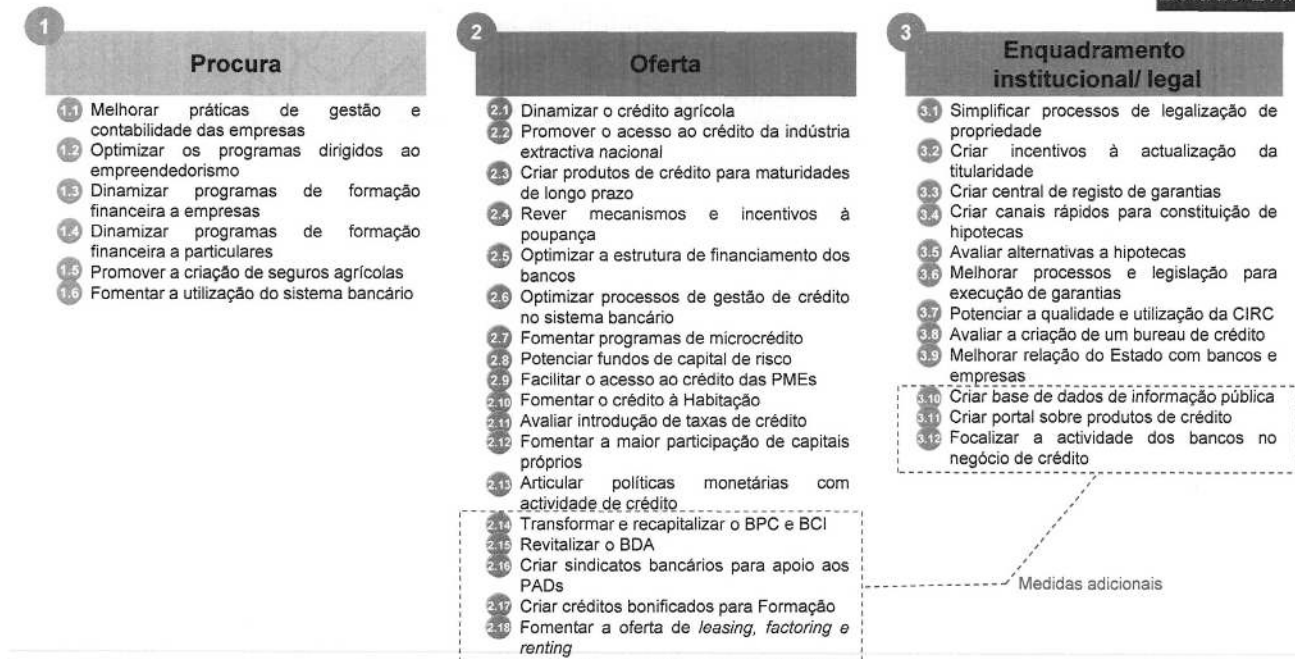 1
Procura
1.1 Melhorar práticas de gestão e
contabilidade das empresas
1.2 Optimizar os programas dirigidos ao
empreendedorismo
1.3 Dinamizar programas de formação
financeira a empresas
1.4 Dinamizar programas de formação
financeira a particulares
1.5 Promover a criação de seguros agrícolas
1.6 Fomentar a utilização do sistema bancário
2
Oferta
2.1 Dinamizar o crédito agrícola
2.2 Promover o acesso ao crédito da indústria
extractiva nacional
2.3 Criar produtos de crédito para maturidades
de longo prazo
2.4 Rever mecanismos e incentivos à
poupança
2.5 Optimizar a estrutura de financiamento dos
bancos
2.6 Optimizar processos de gestão de crédito
no sistema bancário
2.7 Fomentar programas de microcrédito
2.8 Potenciar fundos de capital de risco
2.9 Facilitar o acesso ao crédito das PMEs
2.10 Fomentar o crédito à Habitação
2.11 Avaliar introdução de taxas de crédito
2.12 Fomentar a maior participação de capitais
próprios
2.13 Articular políticas monetárias com
actividade de crédito
2.14 Transformar e recapitalizar o BPC e BCI
2.15 Revitalizar o BDA
2.16 Criar sindicatos bancários para apoio aos
PADs
2.17 Criar créditos bonificados para Formação
2.18 Fomentar a oferta de leasing, factoring e
renting
3
Enquadramento
institucional/ legal
3.1 Simplificar processos de legalização de
propriedade
3.2 Criar incentivos à actualização da
titularidade
3.3 Criar central de registo de garantias
3.4 Criar canais rápidos para constituição de
hipotecas
3.5 Avaliar alternativas a hipotecas
3.6 Melhorar processos e legislação para
execução de garantias
3.7 Potenciar a qualidade e utilização da CIRC
3.8 Avaliar a criação de um bureau de crédito
3.9 Melhorar relação do Estado com bancos e
empresas
3.10 Criar base de dados de informação pública
3.11 Criar portal sobre produtos de crédito
3.12 Focalizar a actividade dos bancos no
negócio de crédito
Medidas adicionais